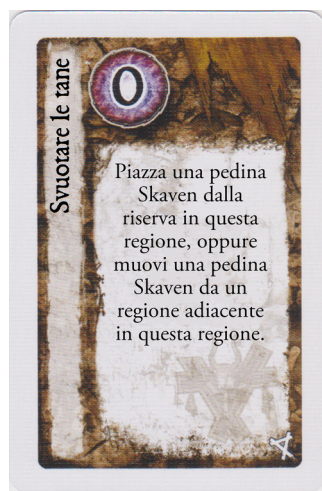 Svuotare le tane
0
Piazza una pedina
Skaven dalla
riserva in questa
regione, oppure
muovi una pedina
Skaven da un
regione adiacente
in questa regione.